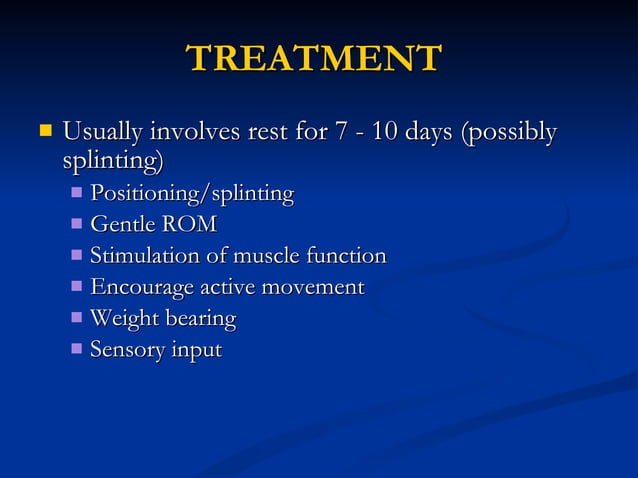 TREATMENT
Usually involves rest for 7 - 10 days (possibly
splinting)
Positioning/splinting
Gentle ROM
Stimulation of muscle function
Encourage active movement
Weight bearing
Sensory input